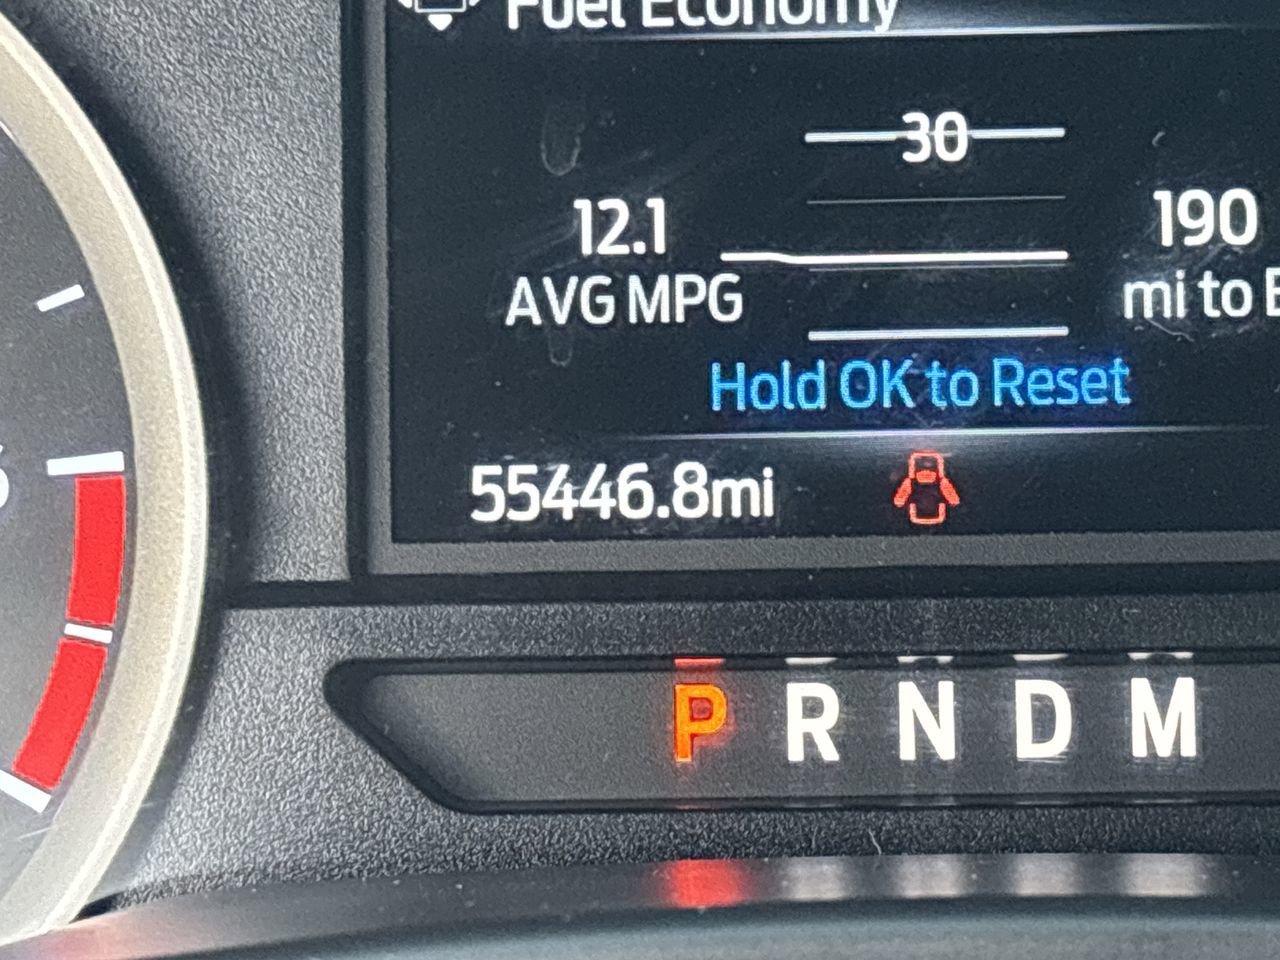 Fuel Economy
30
12.1
190
AVG MPG
mi to E
Hold OK to Reset
55446.8mi
P R N D M